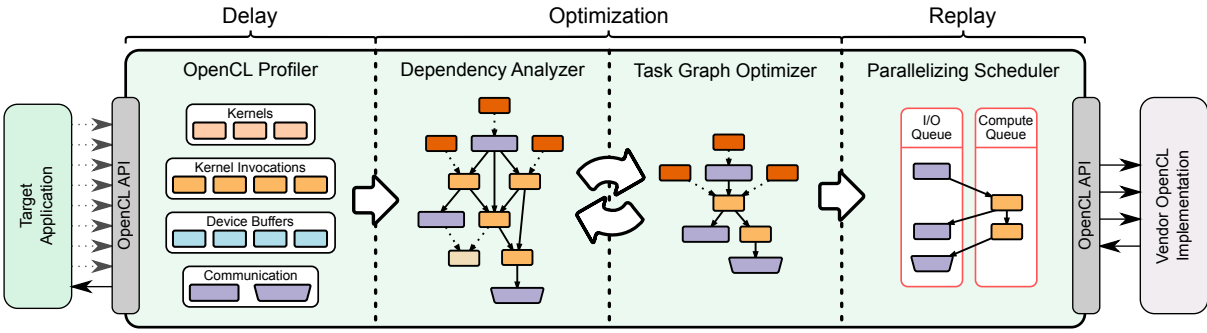 Delay
Optimization
Replay
OpenCL Profiler
Dependency Analyzer
Task Graph Optimizer
Parallelizing Scheduler
Target
Application
OpenCL API
Kernels
Kernel Invocations
Device Buffers
Communication
I/O
Queue
Compute
Queue
OpenCL API
Vendor OpenCL
Implementation